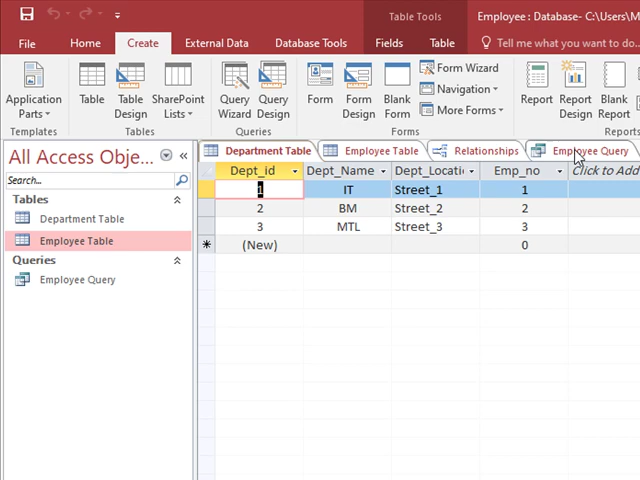 Table Tools
Employee : Database- C:\Users\M
File
Home
Create
External Data
Database Tools
Fields
Table
Tell me what you want to do..
Application Parts
Table
Table Design
SharePoint Lists
Query Wizard
Query Design
Form
Form Design
Blank Form
Form Wizard
Navigation
More Forms
Report
Report Design
Blank Report
Templates
Tables
Queries
Forms
Reports
All Access Obje...
Search...
Tables
Department Table
Employee Table
Queries
Employee Query
Department Table
Employee Table
Relationships
Employee Query
Dept_id Dept_Name Dept_Locatio Emp_no Click to Add
1 IT Street_1 1
2 BM Street_2 2
3 MTL Street_3 3
(New) 0